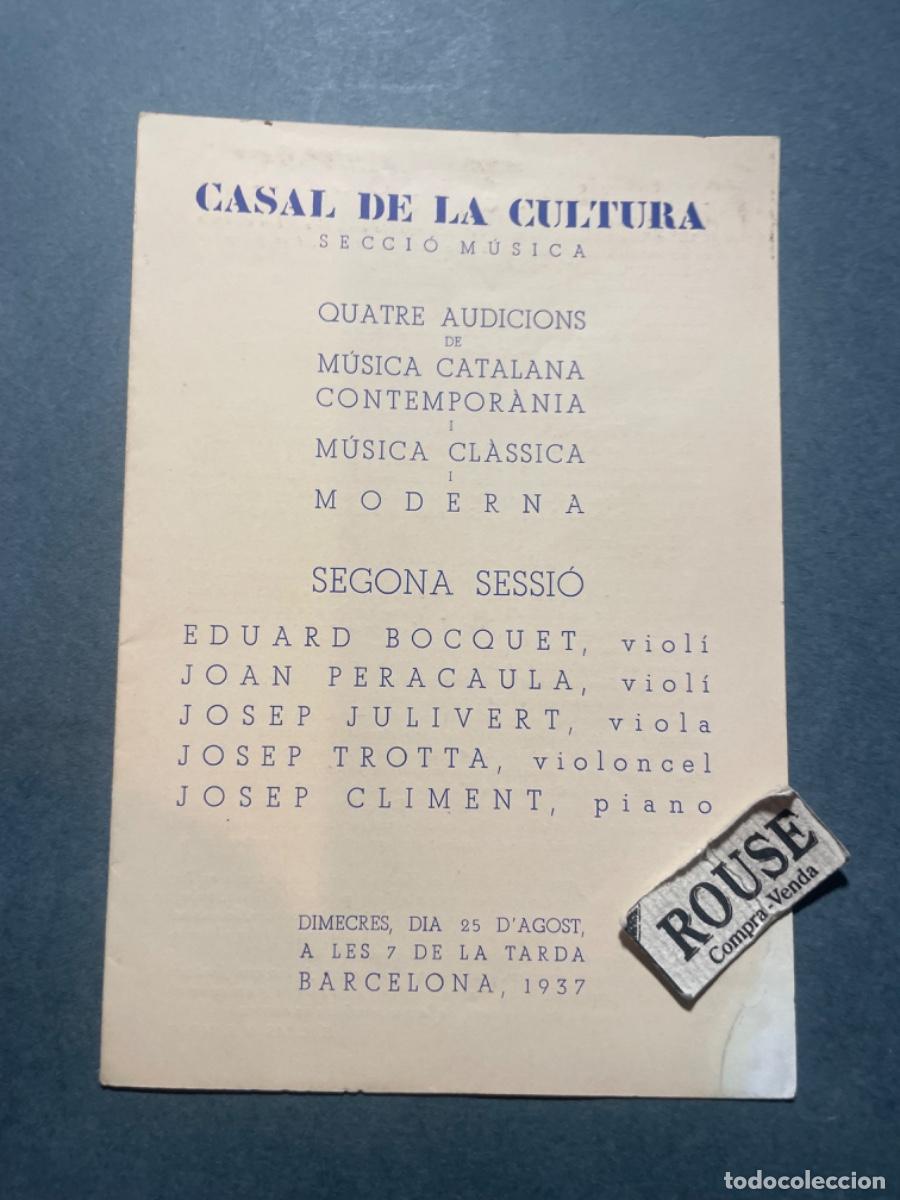 CASAL DE LA CULTURA
SECCIÓ MÚSICA
QUATRE AUDICIONS
DE
MÚSICA CATALANA
CONTEMPORÀNIA
I
MÚSICA CLÀSSICA
I
MODERNA
SEGONA SESSIÓ
EDUARD BOCQUET, violí
JOAN PERACAULA, violí
JOSEP JULIVERT, viola
JOSEP TROTTA, violoncel
JOSEP CLIMENT, piano
DIMECRES, DIA 25 D'AGOST,
A LES 7 DE LA TARDA
BARCELONA, 1937
ROUSE
Compra-Venda
todocoleccion